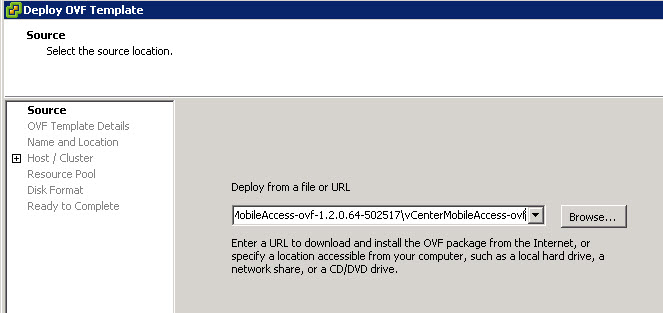 Deploy OVF Template
Source
Select the source location.
Source
OVF Template Details
Name and Location
Host / Cluster
Resource Pool
Disk Format
Ready to Complete
Deploy from a file or URL
MobileAccess-ovf-1.2.0.64-502517\vCenterMobileAccess-ovf
Browse...
Enter a URL to download and install the OVF package from the Internet, or
specify a location accessible from your computer, such as a local hard drive, a
network share, or a CD/DVD drive.